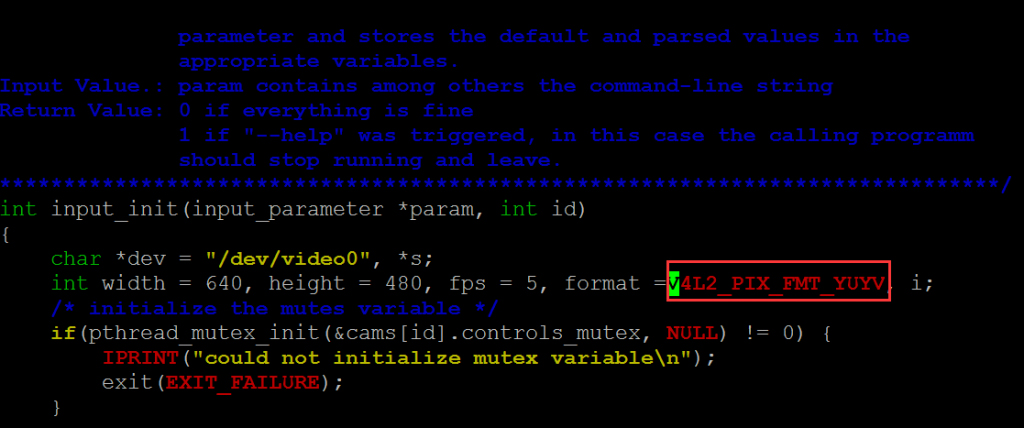 parameter and stores the default and parsed values in the
appropriate variables.
Input Value.: param contains among others the command-line string
Return Value: 0 if everything is fine
1 if "--help" was triggered, in this case the calling programm
should stop running and leave.
******************************************************************************/
int input_init(input_parameter *param, int id)
{
char *dev = "/dev/video0", *s;
int width = 640, height = 480, fps = 5, format =V4L2_PIX_FMT_YUYV, i;
/* initialize the mutes variable */
if(pthread_mutex_init(&cams[id].controls_mutex, NULL) != 0) {
IPRINT("could not initialize mutex variable\n");
exit(EXIT_FAILURE);
}